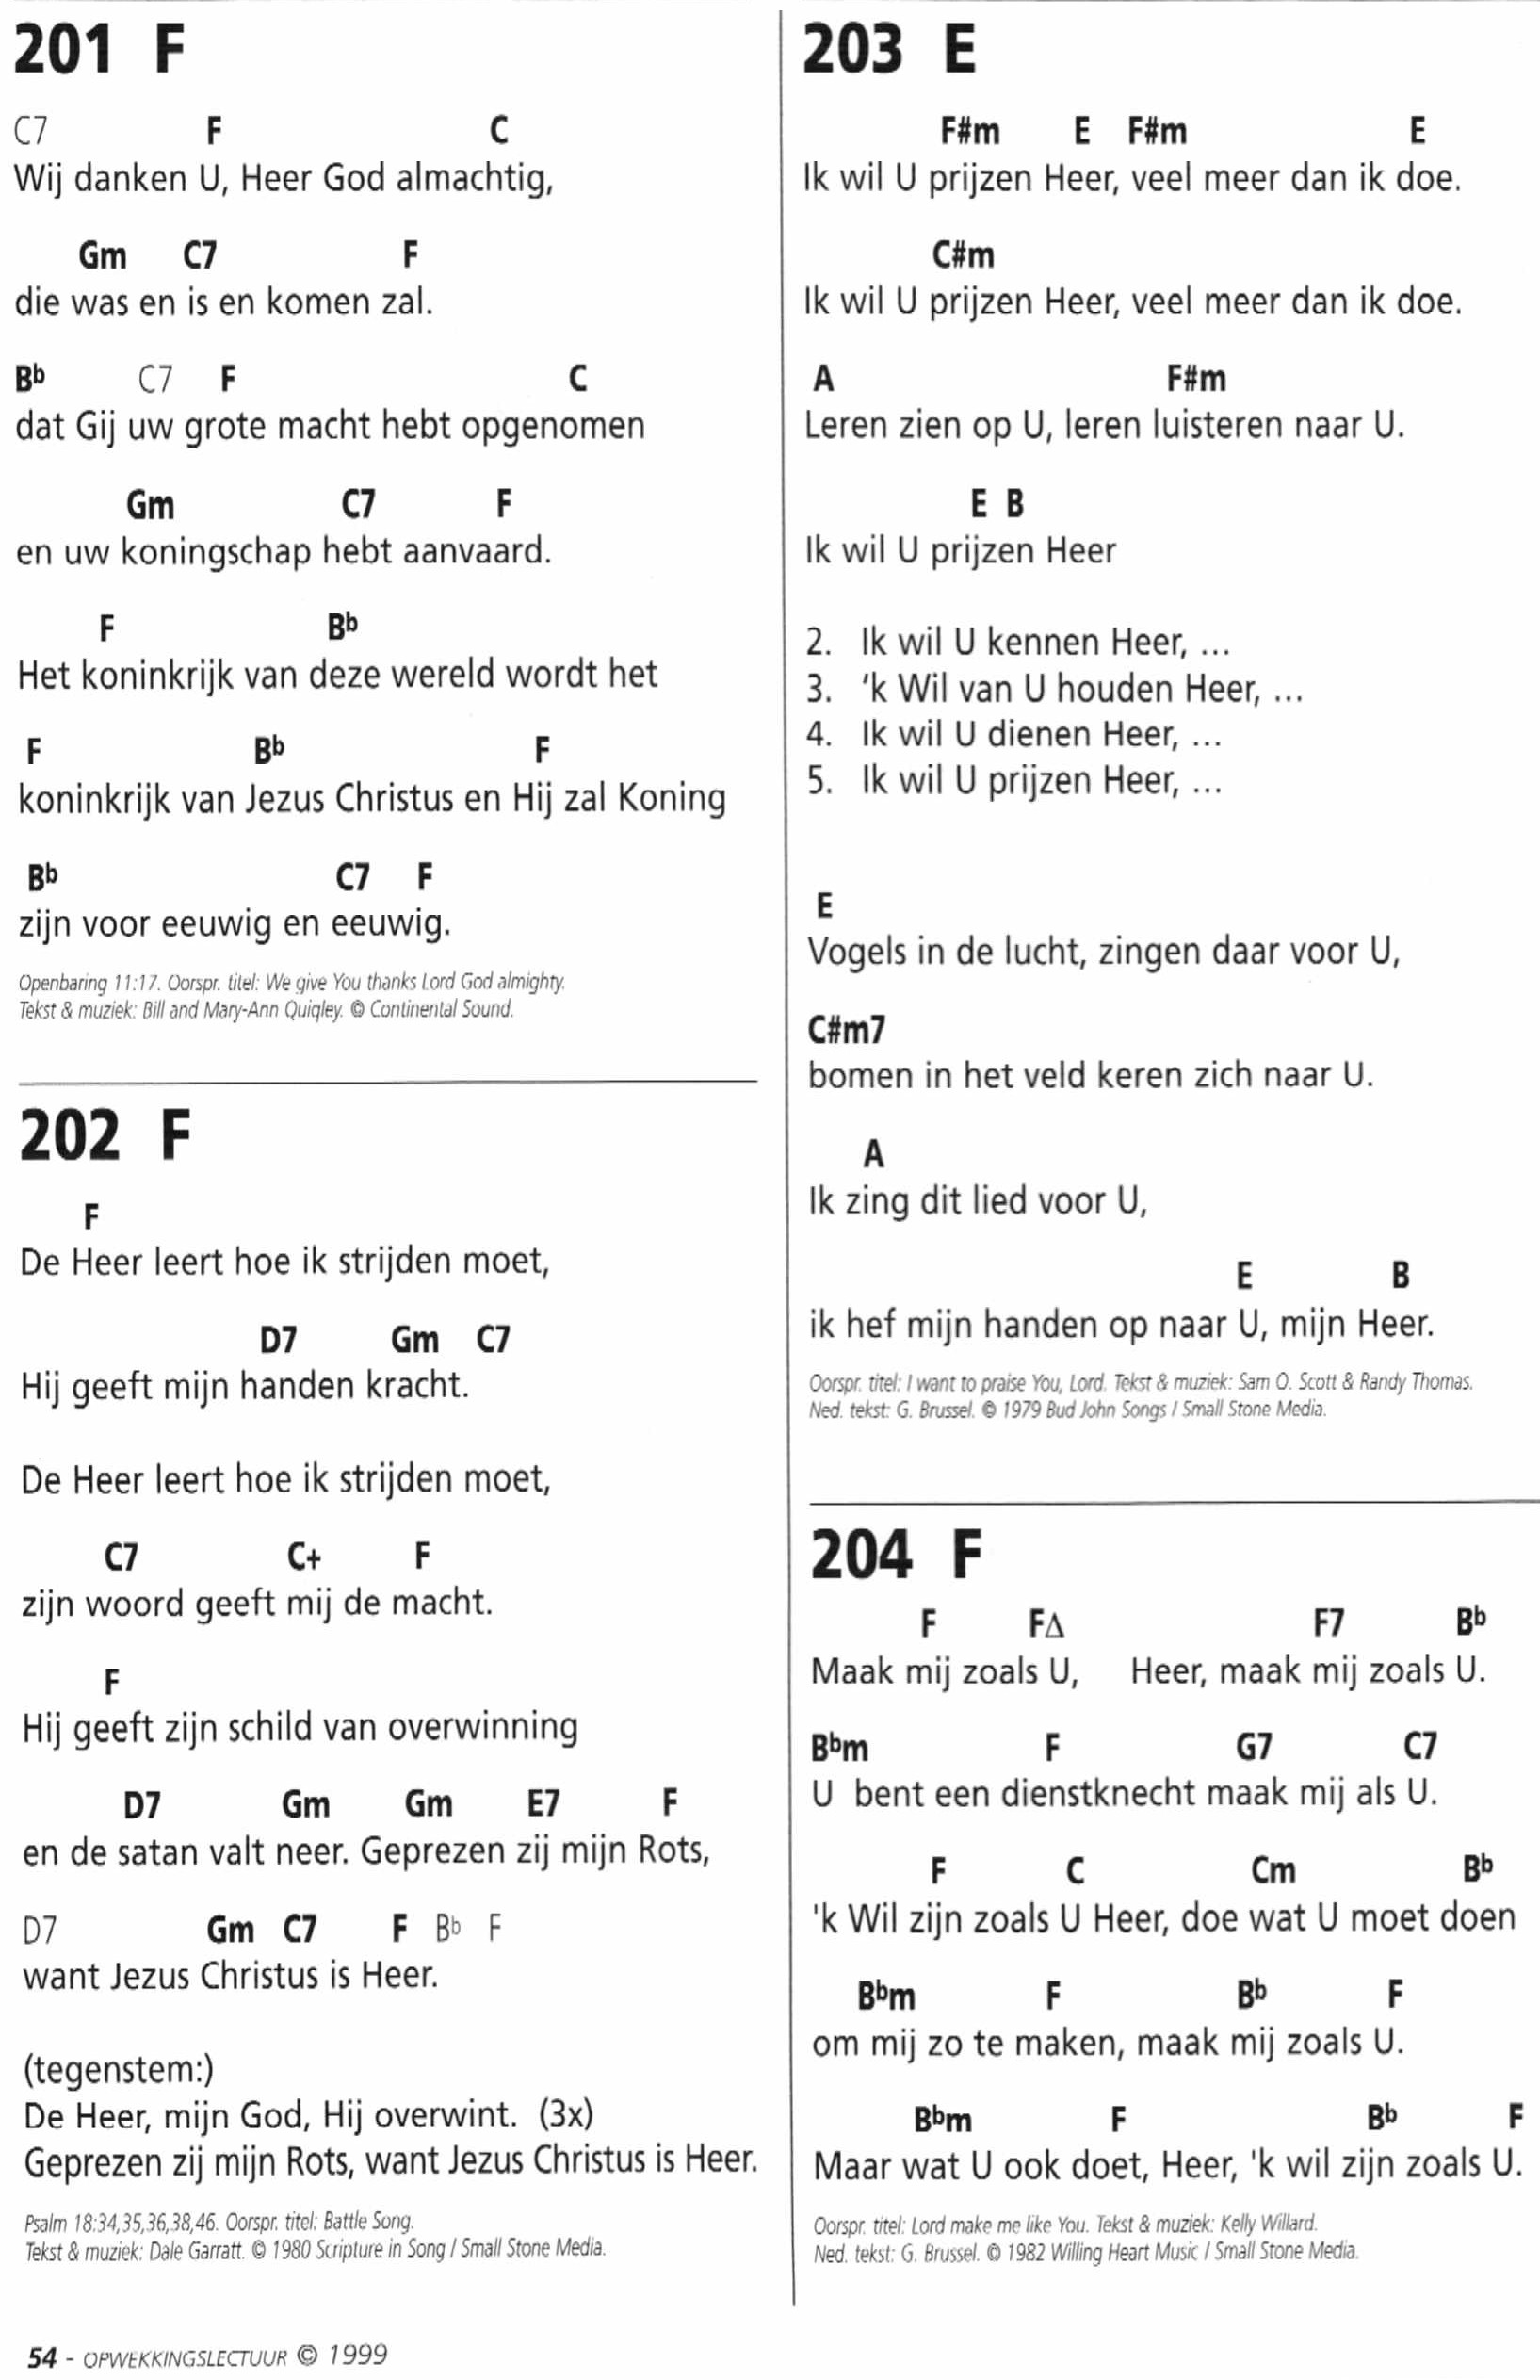 201 F
C7 F C
Wij danken U, Heer God almachtig,
Gm C7 F
die was en is en komen zal.
Bb C7 F C
dat Gij uw grote macht hebt opgenomen
Gm C7 F
en uw koningschap hebt aanvaard.
F Bb
Het koninkrijk van deze wereld wordt het
F Bb F
koninkrijk van Jezus Christus en Hij zal Koning
Bb C7 F
zijn voor eeuwig en eeuwig.
Openbaring 11:17. Oorspr. titel: We give You thanks Lord God almighty.
Tekst & muziek: Bill and Mary-Ann Quigley. © Continental Sound.
202 F
F
De Heer leert hoe ik strijden moet,
D7 Gm C7
Hij geeft mijn handen kracht.
De Heer leert hoe ik strijden moet,
C7 C+ F
zijn woord geeft mij de macht.
F
Hij geeft zijn schild van overwinning
D7 Gm Gm E7 F
en de satan valt neer. Geprezen zij mijn Rots,
D7 Gm C7 F Bb F
want Jezus Christus is Heer.
(tegenstem:)
De Heer, mijn God, Hij overwint. (3x)
Geprezen zij mijn Rots, want Jezus Christus is Heer.
Psalm 18:34,35,36,38,46. Oorspr. titel: Battle Song.
Tekst & muziek: Dale Garratt. © 1980 Scripture in Song / Small Stone Media.
203 E
F#m E F#m E
Ik wil U prijzen Heer, veel meer dan ik doe.
C#m
Ik wil U prijzen Heer, veel meer dan ik doe.
A F#m
Leren zien op U, leren luisteren naar U.
E B
Ik wil U prijzen Heer
2. Ik wil U kennen Heer, ...
3. ‘k Wil van U houden Heer, ...
4. Ik wil U dienen Heer, ...
5. Ik wil U prijzen Heer, ...
E
Vogels in de lucht, zingen daar voor U,
C#m7
bomen in het veld keren zich naar U.
A
Ik zing dit lied voor U,
E B
ik hef mijn handen op naar U, mijn Heer.
Oorspr. titel: I want to praise You, Lord. Tekst & muziek: Sam O. Scott & Randy Thomas.
Ned. tekst: G. Brussel. © 1979 Bud John Songs / Small Stone Media.
204 F
F F∆ F7 Bb
Maak mij zoals U, Heer, maak mij zoals U.
Bbm F G7 C7
U bent een dienstknecht maak mij als U.
F C Cm Bb
'k Wil zijn zoals U Heer, doe wat U moet doen
Bbm F Bb F
om mij zo te maken, maak mij zoals U.
Bbm F Bb F
Maar wat U ook doet, Heer, 'k wil zijn zoals U.
Oorspr. titel: Lord make me like You. Tekst & muziek: Kelly Willard.
Ned. tekst: G. Brussel. © 1982 Willing Heart Music / Small Stone Media.
54 - OPWEKKINGSLECTUUR © 1999